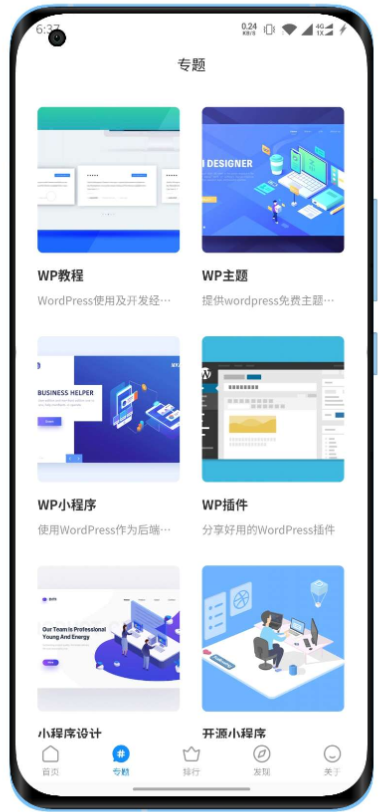 6:37
0.24
KB/S
4G
1X
专题
I DESIGNER
WP教程
WP主题
WordPress使用及开发经···
提供wordpress免费主题···
BUSINESS HELPER
WP小程序
WP插件
使用WordPress作为后端···
分享好用的WordPress插件
Our Team Is Professional
Young And Energy
小程序设计
开源小程序
首页
专题
排行
发现
关于